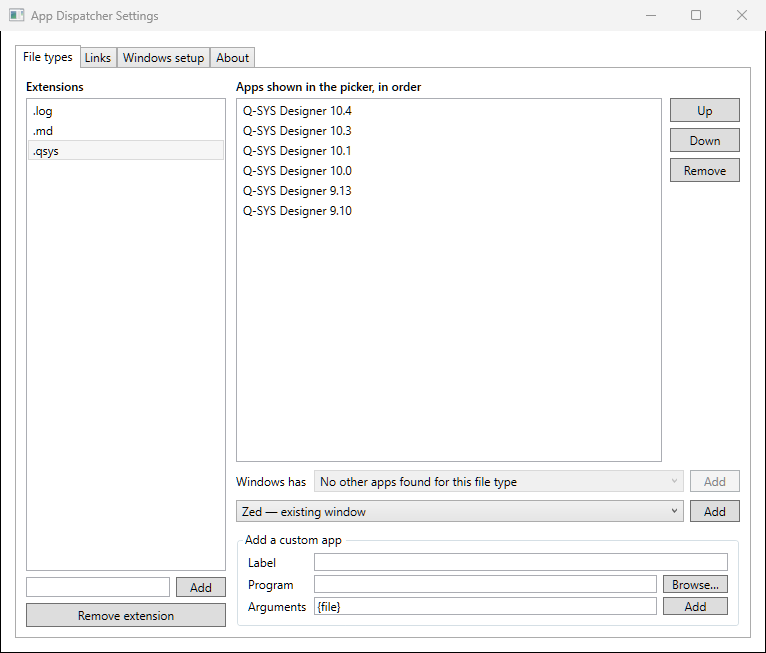 App Dispatcher Settings
File types
Links
Windows setup
About
Extensions
.log
.md
.qsys
Add
Remove extension
Apps shown in the picker, in order
Q-SYS Designer 10.4
Q-SYS Designer 10.3
Q-SYS Designer 10.1
Q-SYS Designer 10.0
Q-SYS Designer 9.13
Q-SYS Designer 9.10
Up
Down
Remove
Windows has
No other apps found for this file type
Add
Zed — existing window
Add
Add a custom app
Label
Program
Browse...
Arguments
{file}
Add